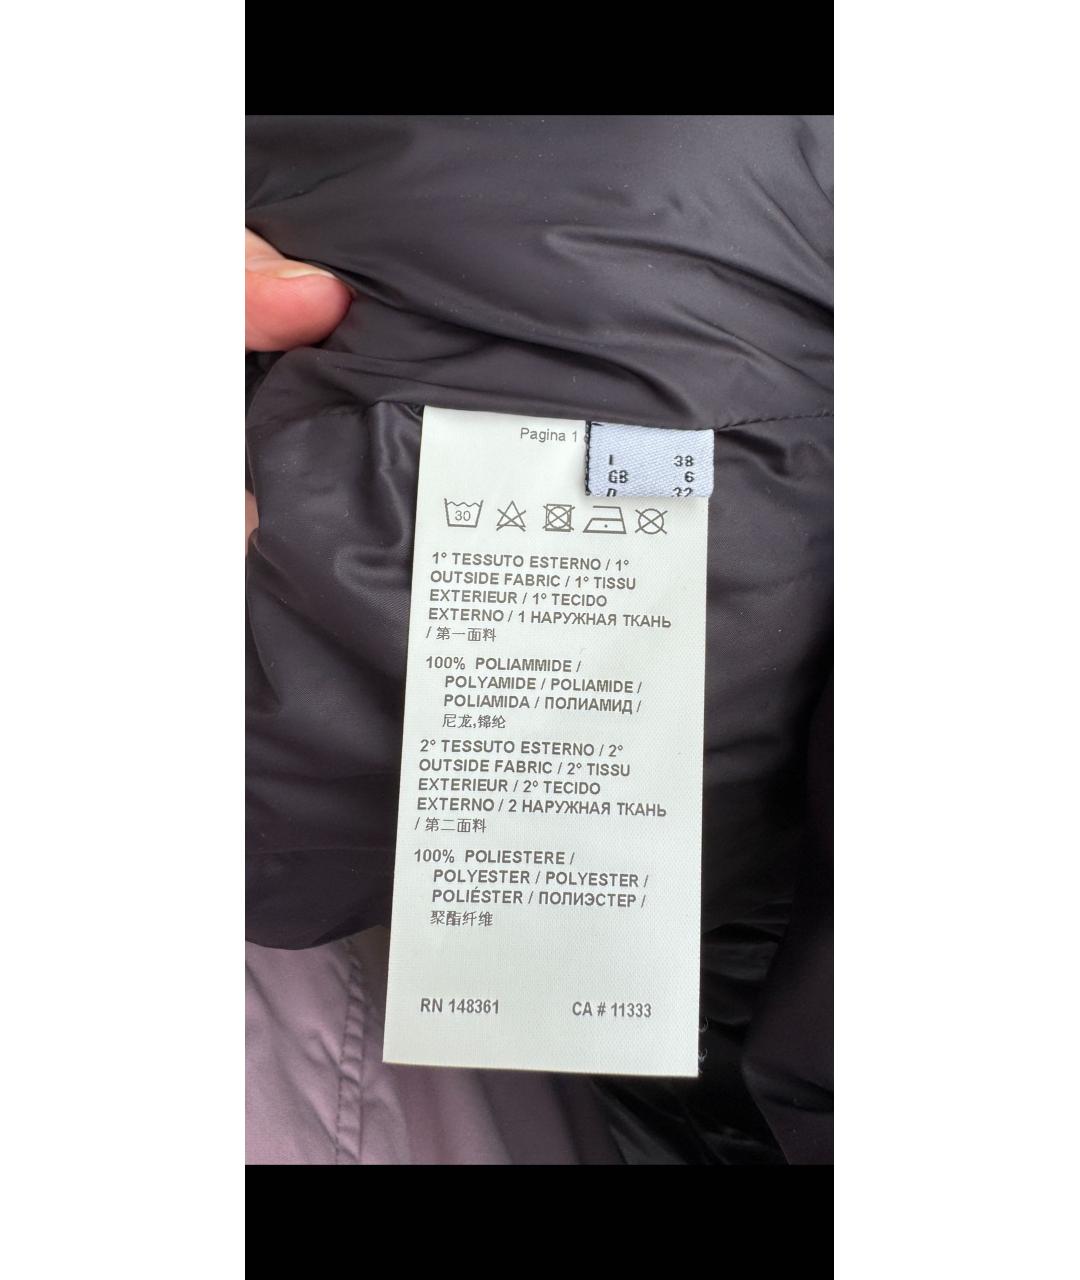 Pagina 1
I 38
GB 6
D 32
30
1° TESSUTO ESTERNO / 1°
OUTSIDE FABRIC / 1° TISSU
EXTERIEUR / 1° TECIDO
EXTERNO / 1 НАРУЖНАЯ ТКАНЬ
/ 第一面料
100% POLIAMMIDE /
POLYAMIDE / POLIAMIDE /
POLIAMIDA / ПОЛИАМИД /
尼龙,锦纶
2° TESSUTO ESTERNO / 2°
OUTSIDE FABRIC / 2° TISSU
EXTERIEUR / 2° TECIDO
EXTERNO / 2 НАРУЖНАЯ ТКАНЬ
/ 第二面料
100% POLIESTERE /
POLYESTER / POLYESTER /
POLIÉSTER / ПОЛИЭСТЕР /
聚酯纤维
RN 148361 CA # 11333